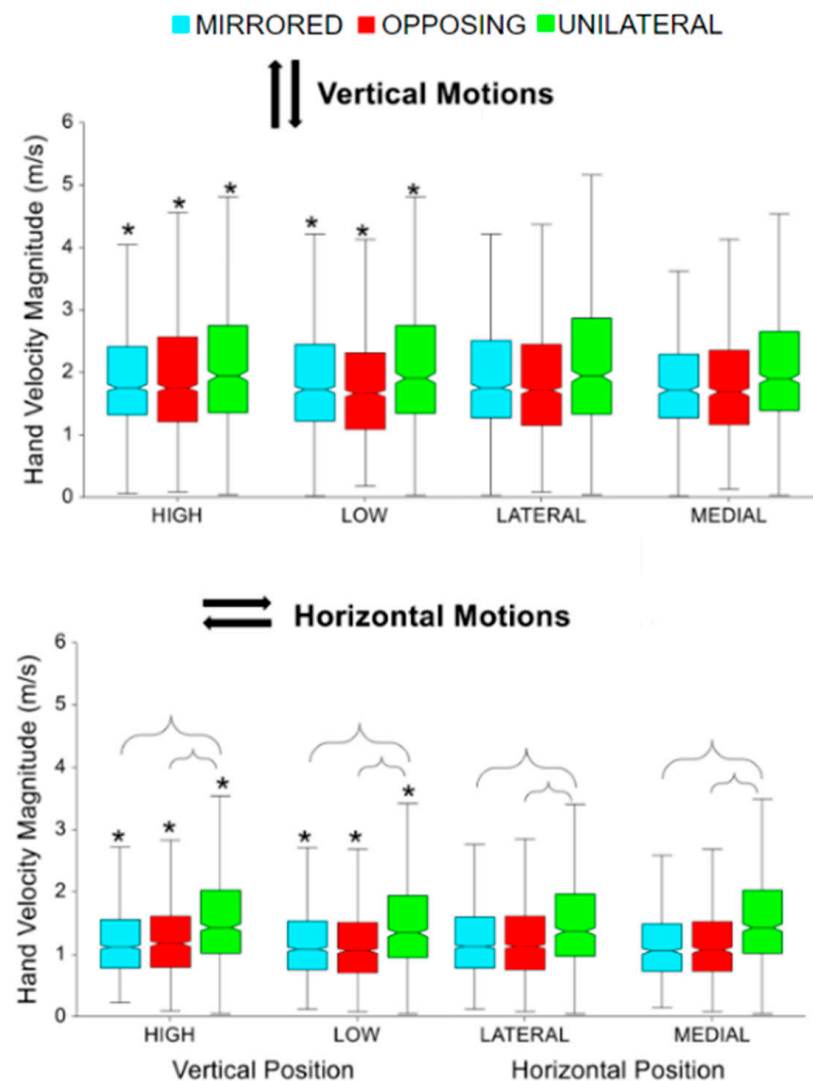 MIRRORED OPPOSING UNILATERAL
Vertical Motions
Hand Velocity Magnitude (m/s)
6
5
4
3
2
1
0
* * * * * *
HIGH LOW LATERAL MEDIAL
Horizontal Motions
Hand Velocity Magnitude (m/s)
6
5
4
3
2
1
0
* * * * * *
HIGH LOW LATERAL MEDIAL
Vertical Position Horizontal Position